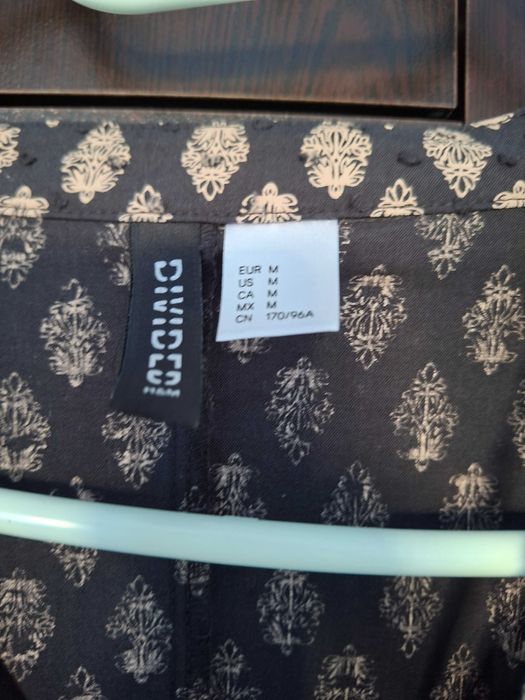 DIVIDED
H&M
EUR M
US M
CA M
MX M
CN 170/96A